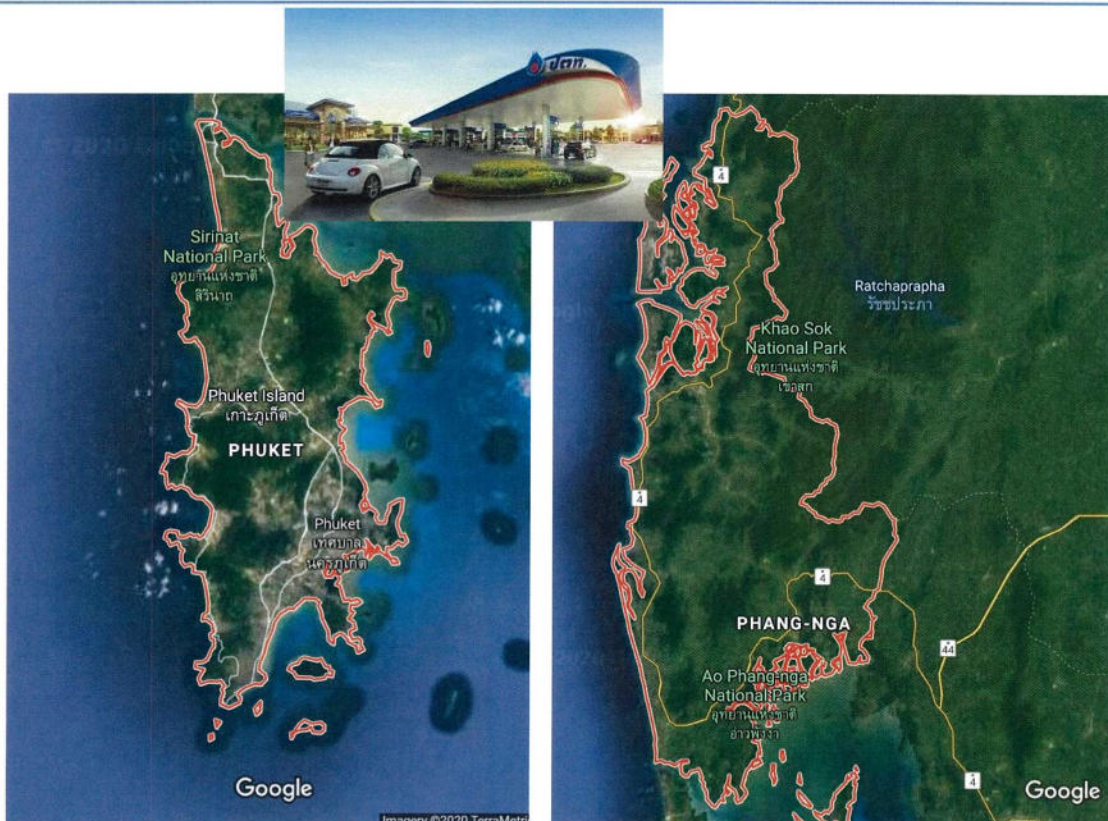 ปตท.
Sirinat
National Park
อุทยานแห่งชาติ
สิรินาถ
Phuket Island
เกาะภูเก็ต
PHUKET
Phuket
เทศบาล
นครภูเก็ต
Google
Imagery ©2020 TerraMetri
4
Ratchaprapha
รัชชประภา
Khao Sok
National Park
อุทยานแห่งชาติ
เขาสก
4
4
PHANG-NGA
44
Ao Phang-nga
National Park
อุทยานแห่งชาติ
อ่าวพังงา
4
Google